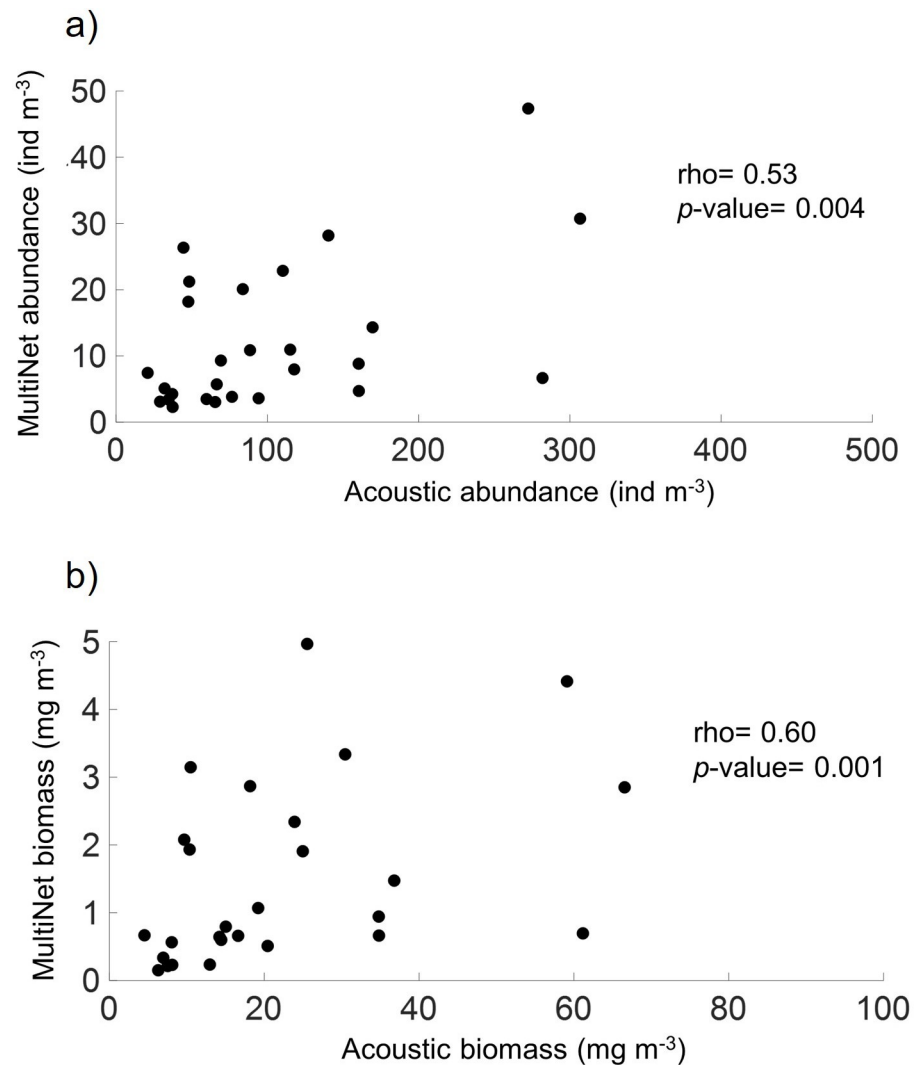 a)
MultiNet abundance (ind m⁻³)
50
40
30
20
10
0
rho= 0.53
p-value= 0.004
0 100 200 300 400 500
Acoustic abundance (ind m⁻³)
b)
MultiNet biomass (mg m⁻³)
5
4
3
2
1
0
rho= 0.60
p-value= 0.001
0 20 40 60 80 100
Acoustic biomass (mg m⁻³)